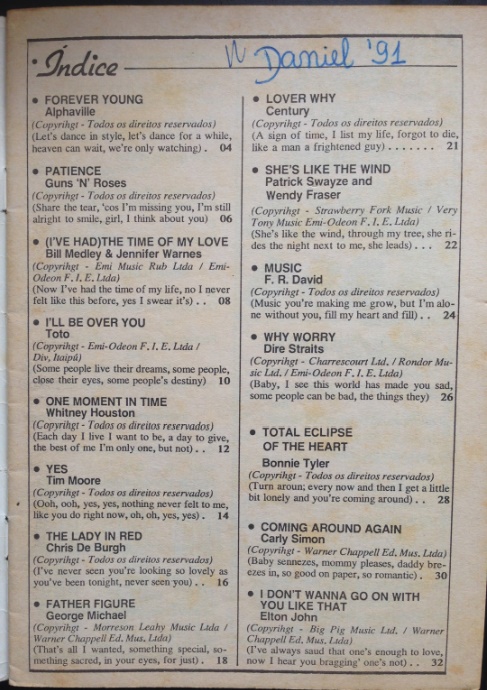 Índice
Daniel '91
• FOREVER YOUNG
Alphaville
(Copyrihgt - Todos os direitos reservados)
(Let's dance in style, let's dance for a while,
heaven can wait, we're only watching) . 04
• PATIENCE
Guns 'N' Roses
(Copyrihgt - Todos os direitos reservados)
(Share the tear, 'cos I'm missing you, I'm still
alright to smile, girl, I think about you) 06
• (I'VE HAD)THE TIME OF MY LOVE
Bill Medley & Jennifer Warnes
(Copyrihgt - Emi Music Rub Ltda / Emi-
Odeon F. I. E. Ltda)
(Now I've had the time of my life, no I never
felt like this before, yes I swear it's) . . 08
• I'LL BE OVER YOU
Toto
(Copyrihgt - Emi-Odeon F. I. E. Ltda /
Div, Itaipú)
(Some people live their dreams, some people,
close their eyes, some people's destiny) 10
• ONE MOMENT IN TIME
Whitney Houston
(Copyrihgt - Todos os direitos reservados)
(Each day I live I want to be, a day to give,
the best of me I'm only one, but not) . . 12
• YES
Tim Moore
(Copyrihgt - Todos os direitos reservados)
(Ooh, ooh, yes, yes, nothing never felt to me,
like you do right now, oh, oh, yes, yes) . 14
• THE LADY IN RED
Chris De Burgh
(Copyrihgt - Todos os direitos reservados)
(I've never seen you're looking so lovely as
you've been tonight, never seen you) . . 16
• FATHER FIGURE
George Michael
(Copyrihgt - Morreson Leahy Music Ltda /
Warner Chappell Ed. Mus. Ltda)
(That's all I wanted, something special, so-
mething sacred, in your eyes, for just) . 18
• LOVER WHY
Century
(Copyrihgt - Todos os direitos reservados)
(A sign of time, I list my life, forgot to die,
like a man a frightened guy) . . . . . . . 21
• SHE'S LIKE THE WIND
Patrick Swayze and
Wendy Fraser
(Copyrihgt - Strawberry Fork Music / Very
Tony Music Emi-Odeon F. I. E. Ltda)
(She's like the wind, through my tree, she ri-
des the night next to me, she leads) . . . 22
• MUSIC
F. R. David
(Copyrihgt - Todos os direitos reservados)
(Music you're making me grow, but I'm alo-
ne without you, fill my heart and fill) . . 24
• WHY WORRY
Dire Straits
(Copyrihgt - Charrescourt Ltd. / Rondor Mu-
sic Ltd. / Emi-Odeon F. I. E. Ltda)
(Baby, I see this world has made you sad,
some people can be bad, the things they) 26
• TOTAL ECLIPSE
OF THE HEART
Bonnie Tyler
(Copyrihgt - Todos os direitos reservados)
(Turn aroun; every now and then I get a little
bit lonely and you're coming around) . . 28
• COMING AROUND AGAIN
Carly Simon
(Copyrihgt - Warner Chappell Ed. Mus. Ltda)
(Baby sennezes, mommy pleases, daddy bre-
ezes in, so good on paper, so romantic) . 30
• I DON'T WANNA GO ON WITH
YOU LIKE THAT
Elton John
(Copyrihgt - Big Pig Music Ltd. / Warner
Chappell Ed. Mus. Ltda)
(I've always saud that one's enough to love,
now I hear you bragging' one's not) . . 32